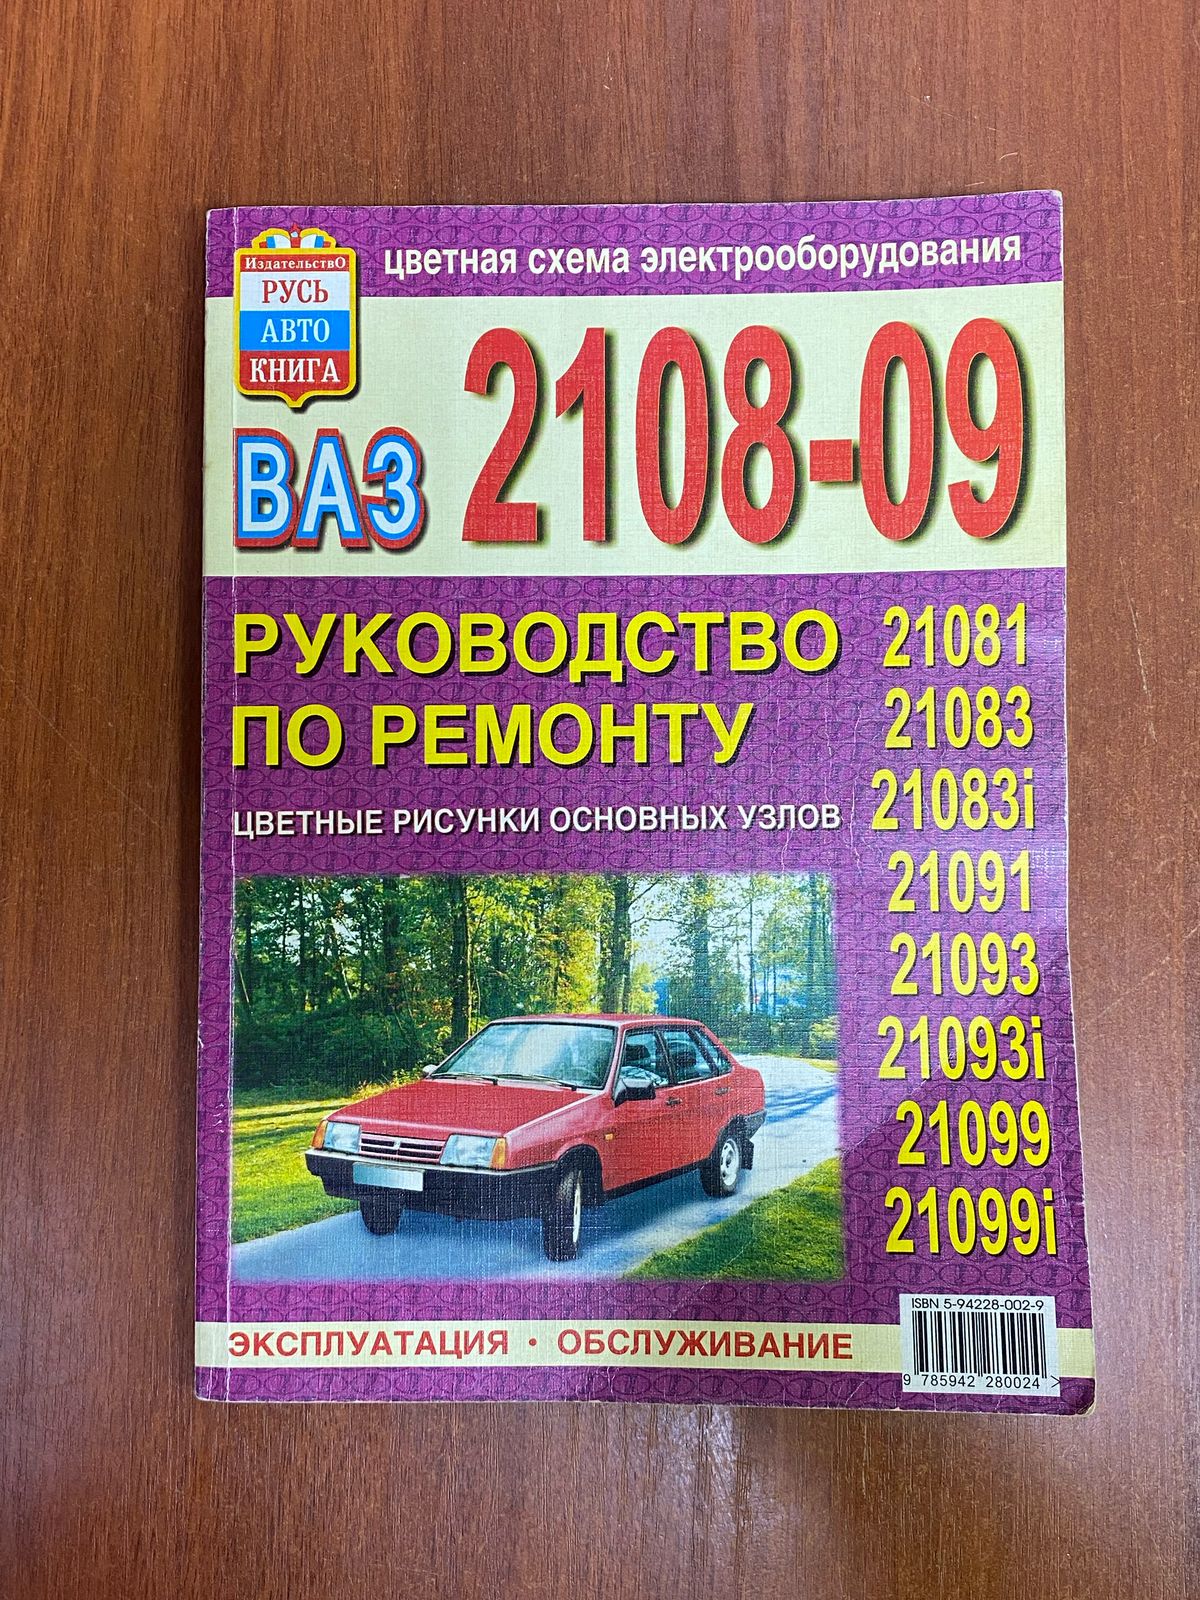 цветная схема электрооборудования
ИздательствО
РУСЬ
АВТО
КНИГА
ВАЗ 2108-09
РУКОВОДСТВО
ПО РЕМОНТУ
ЦВЕТНЫЕ РИСУНКИ ОСНОВНЫХ УЗЛОВ
21081
21083
21083i
21091
21093
21093i
21099
21099i
ЭКСПЛУАТАЦИЯ • ОБСЛУЖИВАНИЕ
ISBN 5-94228-002-9
9 785942 280024 >